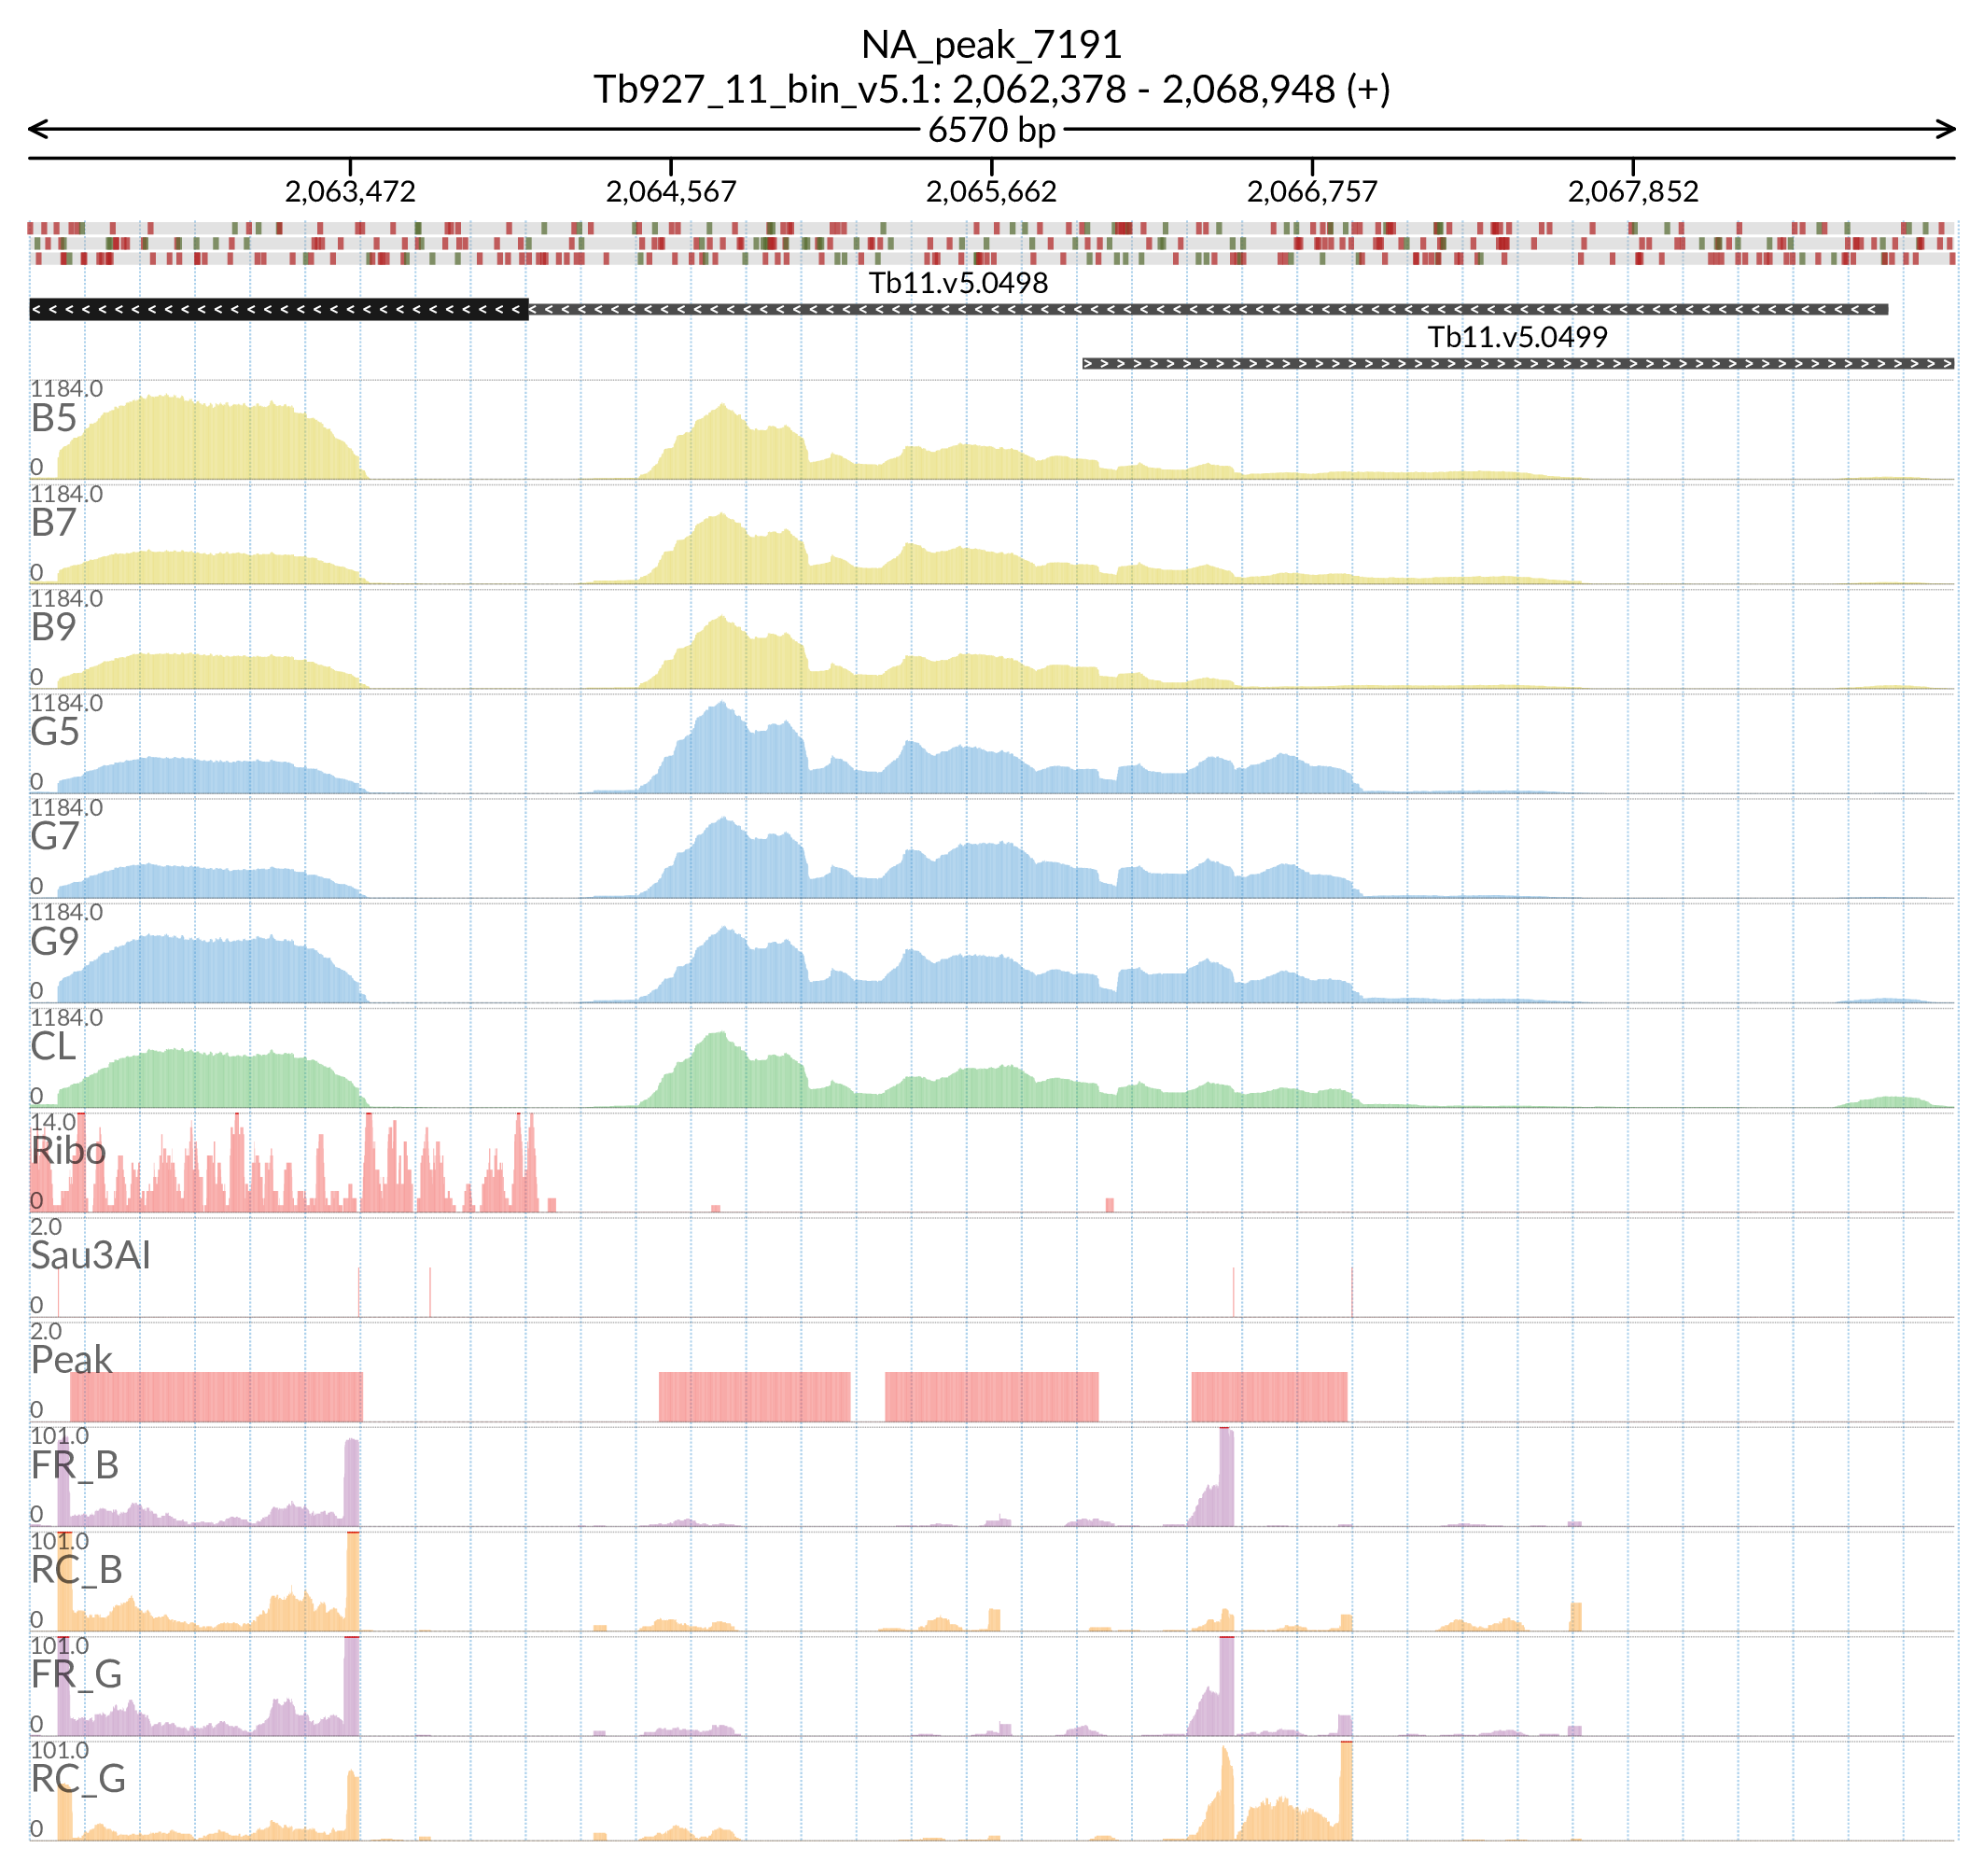 NA_peak_7191
Tb927_11_bin_v5.1: 2,062,378 - 2,068,948 (+)
6570 bp
2,063,472 2,064,567 2,065,662 2,066,757 2,067,852
Tb11.v5.0498
Tb11.v5.0499
1184.0
B5
0
1184.0
B7
0
1184.0
B9
0
1184.0
G5
0
1184.0
G7
0
1184.0
G9
0
1184.0
CL
0
14.0
Ribo
0
2.0
Sau3AI
0
2.0
Peak
0
101.0
FR_B
0
101.0
RC_B
0
101.0
FR_G
0
101.0
RC_G
0